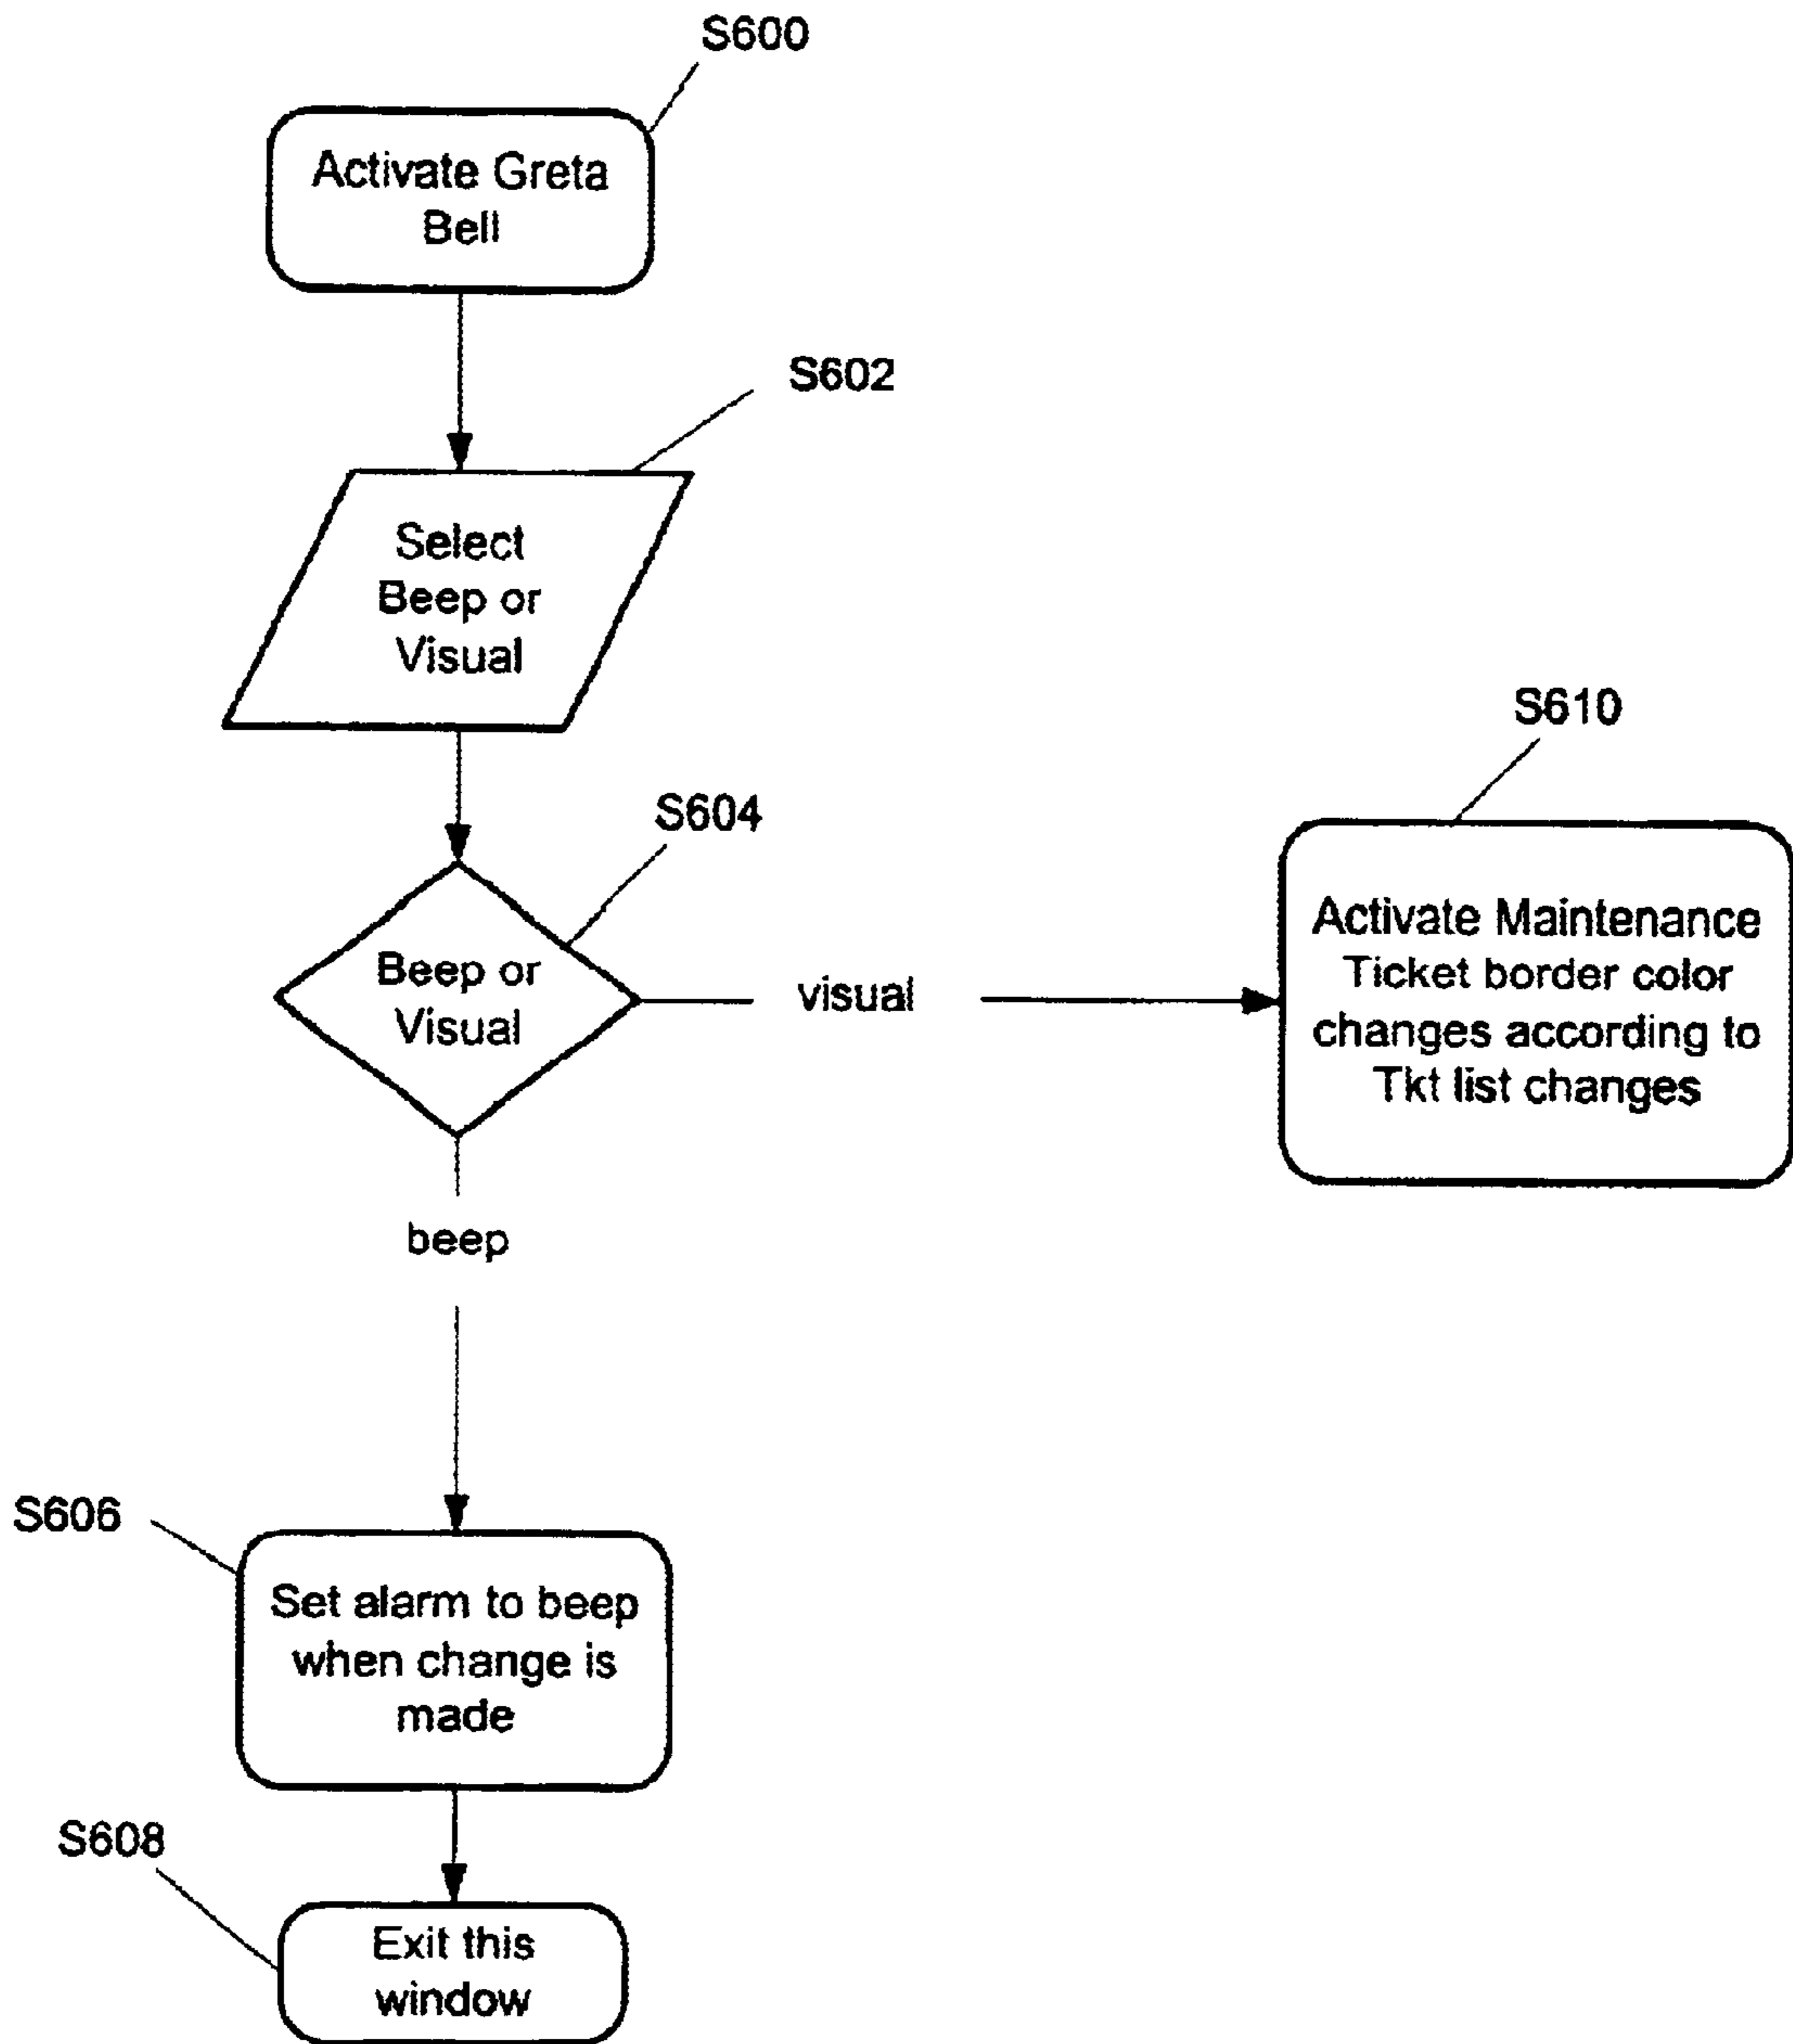 S600
Activate Greta
Bell
S602
Select
Beep or
Visual
S604
Beep or
Visual
visual
S610
Activate Maintenance
Ticket border color
changes according to
Tkt list changes
beep
S606
Set alarm to beep
when change is
made
S608
Exit this
window